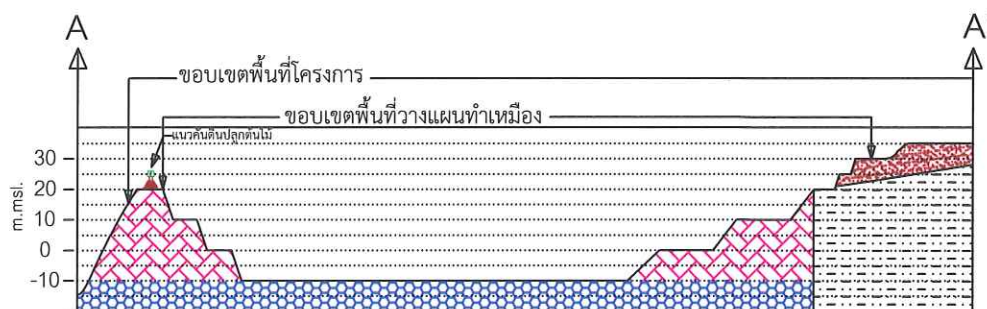 A A
ขอบเขตพื้นที่โครงการ
ขอบเขตพื้นที่วางแผนทำเหมือง
แนวคันดินปลูกต้นไม้
30
20
10
0
-10
m.msl.